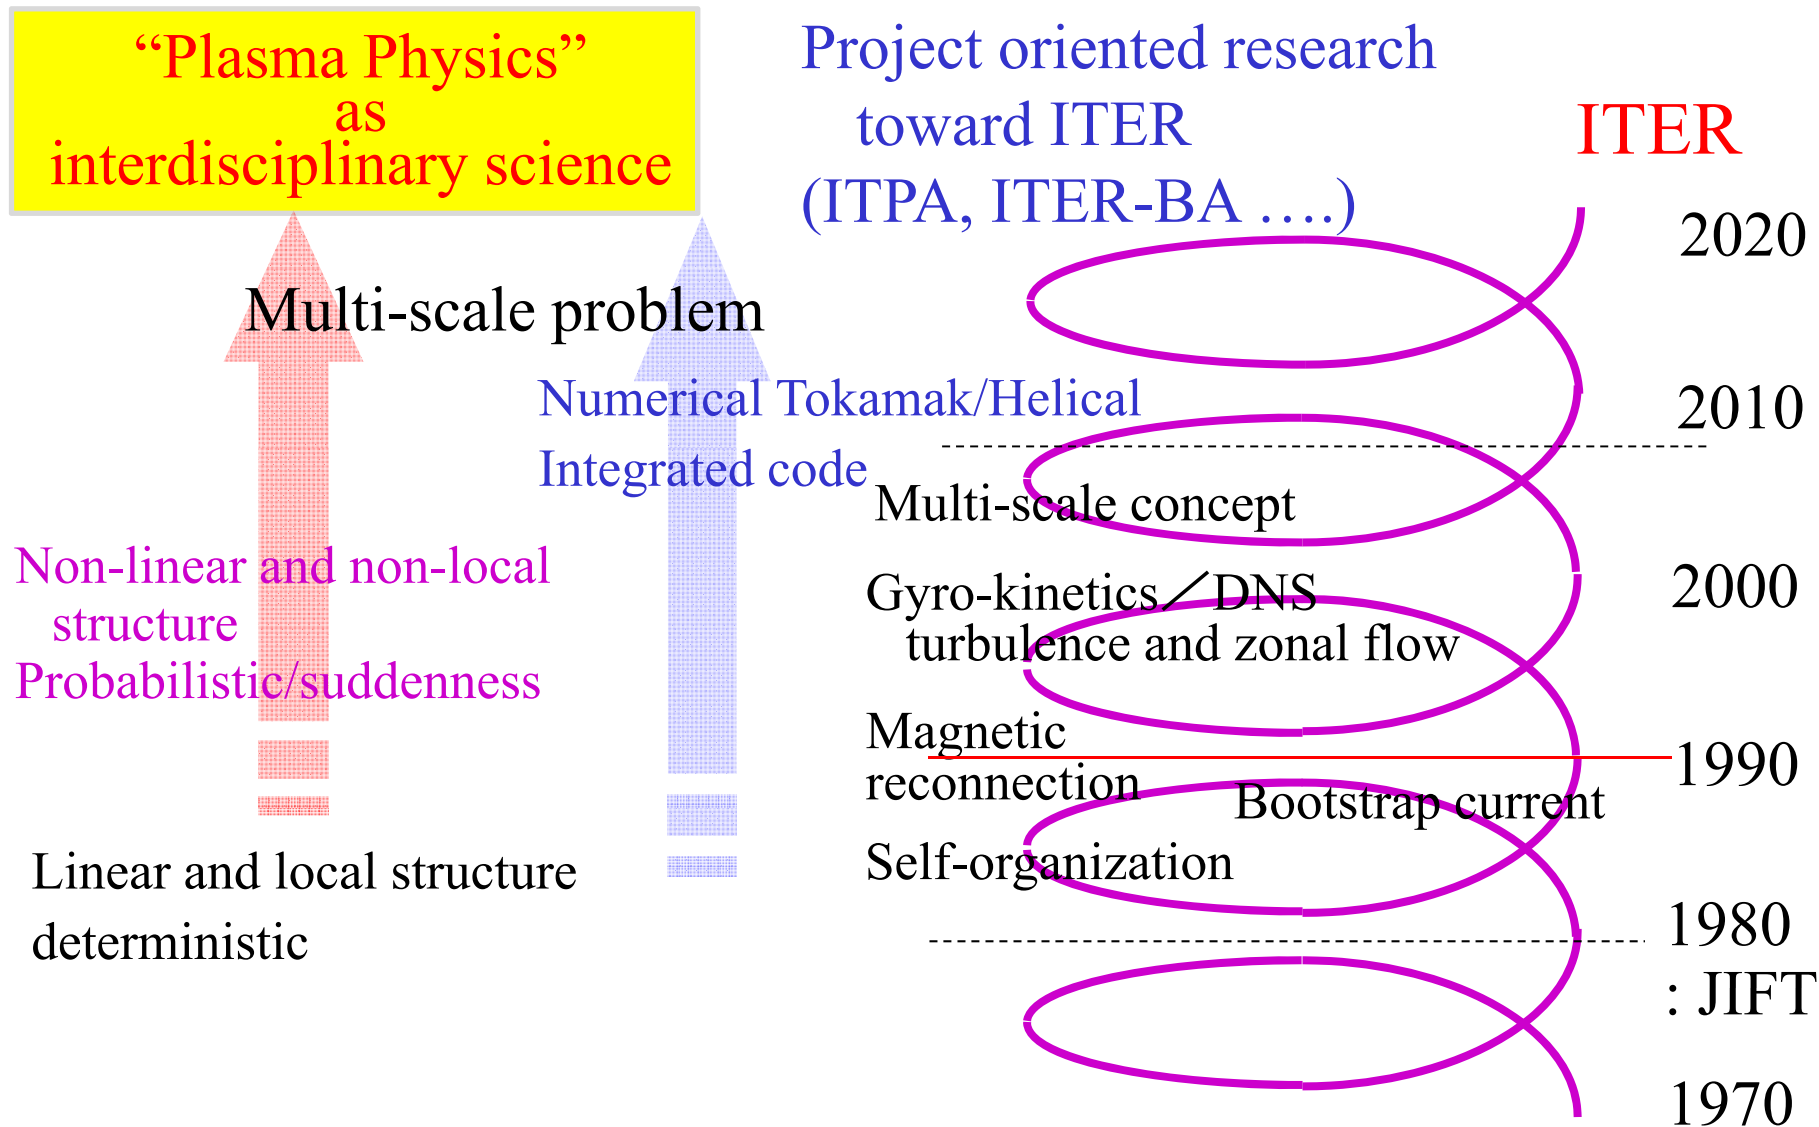 “Plasma Physics”
as
interdisciplinary science
Project oriented research
toward ITER
(ITPA, ITER-BA ….)
ITER
2020
Multi-scale problem
Numerical Tokamak/Helical
2010
Integrated code
Multi-scale concept
Non-linear and non-local
structure
Probabilistic/suddenness
Gyro-kinetics／DNS
turbulence and zonal flow
2000
Magnetic
reconnection
1990
Bootstrap current
Self-organization
Linear and local structure
deterministic
1980
: JIFT
1970